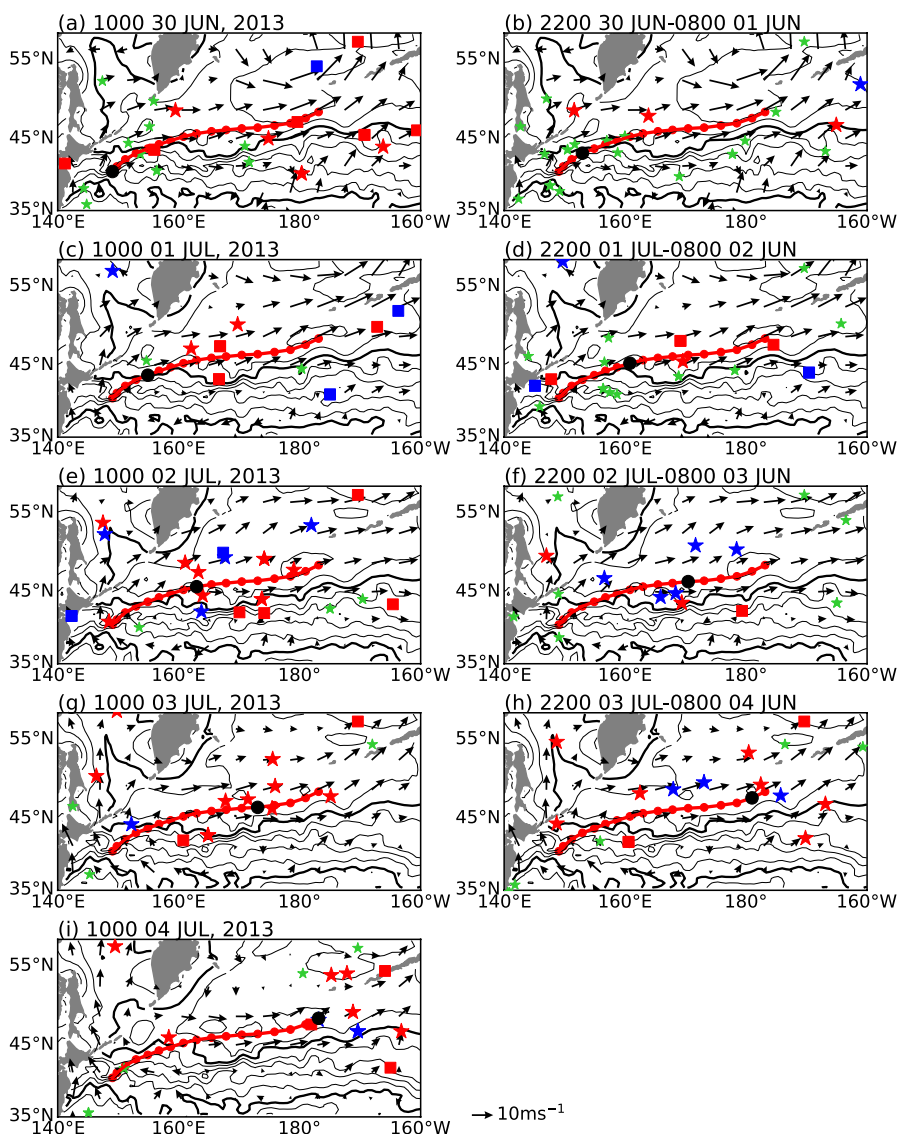 (a) 1000 30 JUN, 2013
(b) 2200 30 JUN-0800 01 JUN
55°N
45°N
35°N
140°E
160°E
180°
160°W
55°N
45°N
35°N
140°E
160°E
180°
160°W
(c) 1000 01 JUL, 2013
(d) 2200 01 JUL-0800 02 JUN
55°N
45°N
35°N
140°E
160°E
180°
160°W
55°N
45°N
35°N
140°E
160°E
180°
160°W
(e) 1000 02 JUL, 2013
(f) 2200 02 JUL-0800 03 JUN
55°N
45°N
35°N
140°E
160°E
180°
160°W
55°N
45°N
35°N
140°E
160°E
180°
160°W
(g) 1000 03 JUL, 2013
(h) 2200 03 JUL-0800 04 JUN
55°N
45°N
35°N
140°E
160°E
180°
160°W
55°N
45°N
35°N
140°E
160°E
180°
160°W
(i) 1000 04 JUL, 2013
55°N
45°N
35°N
140°E
160°E
180°
160°W
10ms⁻¹